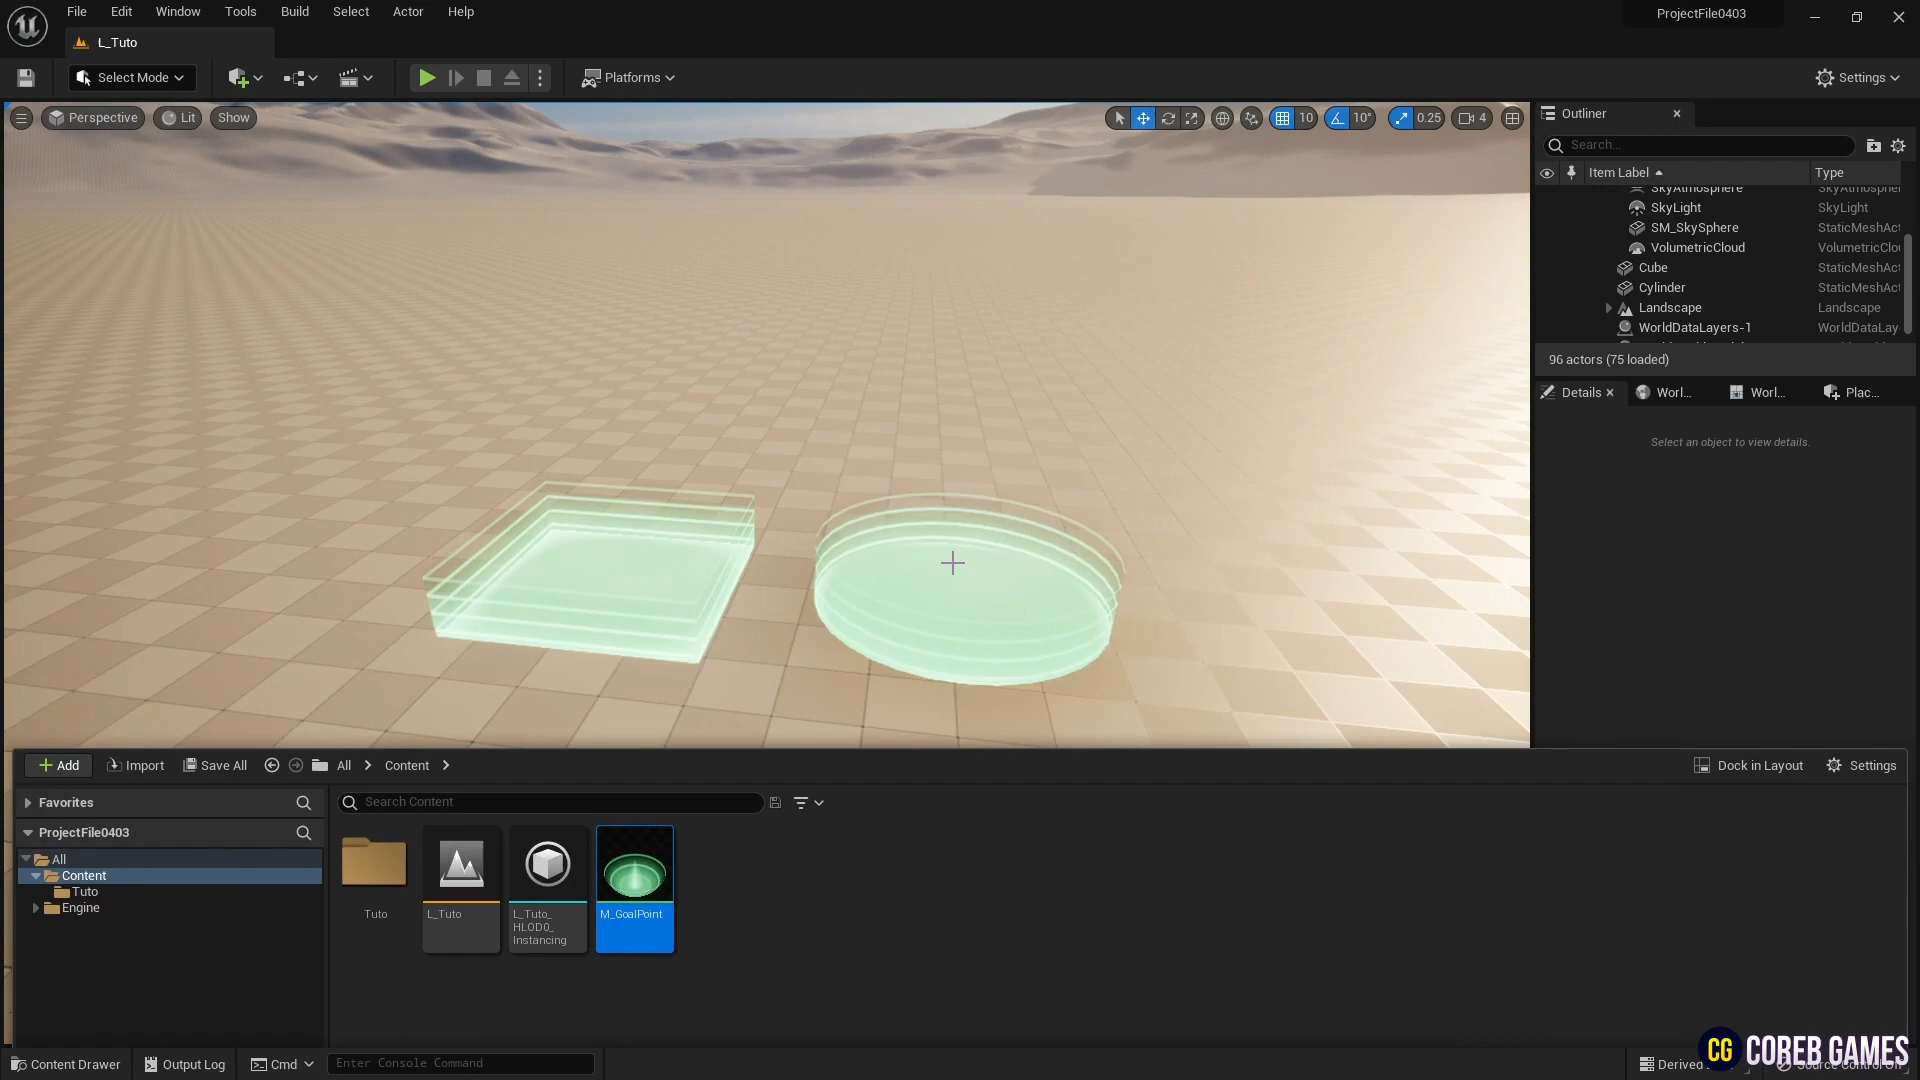 File Edit Window Tools Build Select Actor Help
ProjectFile0403
L_Tuto
Select Mode
Platforms
Settings
Perspective
Lit
Show
10
10°
0.25
4
Outliner
Search...
Item Label
Type
SkyAtmosphere
SkyAtmospher
SkyLight
SkyLight
SM_SkySphere
StaticMeshAct
VolumetricCloud
VolumetricClou
Cube
StaticMeshAct
Cylinder
StaticMeshAct
Landscape
Landscape
WorldDataLayers-1
WorldDataLay
96 actors (75 loaded)
Details
Worl...
Worl...
Plac...
Select an object to view details.
Add
Import
Save All
All
Content
Dock in Layout
Settings
Favorites
Search Content
ProjectFile0403
All
Content
Tuto
Engine
Tuto
L_Tuto
L_Tuto_
HLOD0_
Instancing
M_GoalPoint
Content Drawer
Output Log
Cmd
Enter Console Command
Derived
CG COREB GAMES